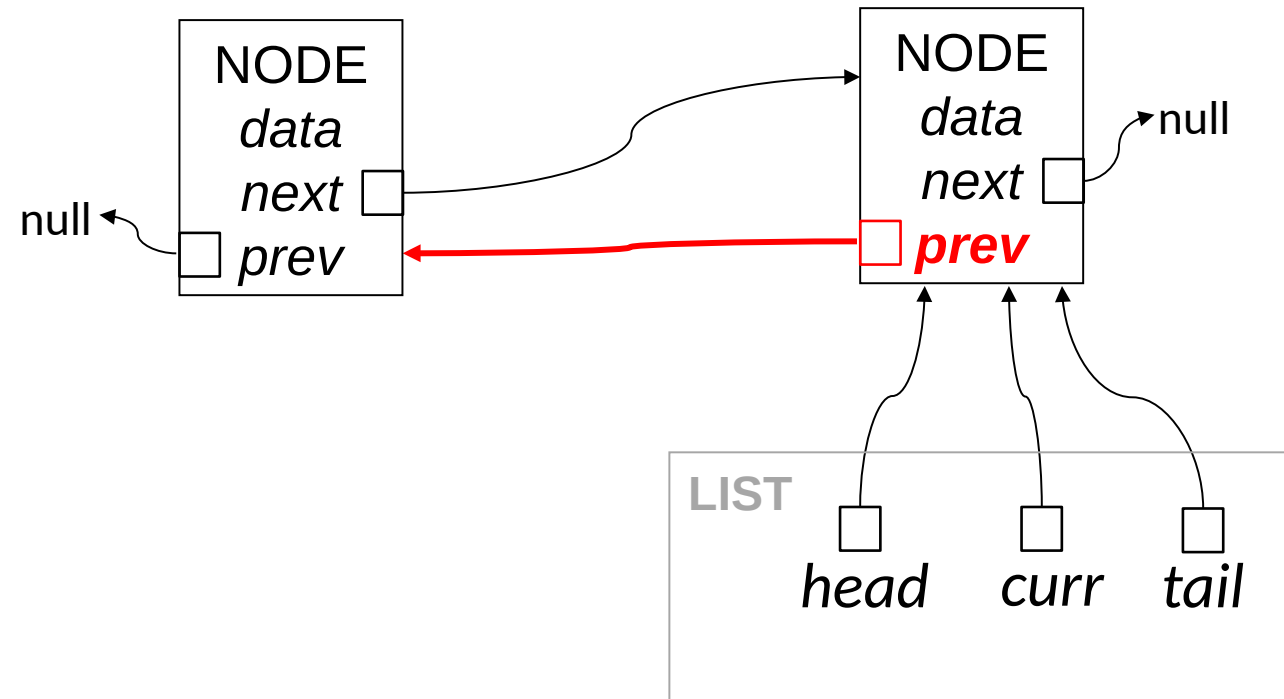 NODE
data
next
prev
null
NODE
data
next
prev
null
LIST
head
curr
tail